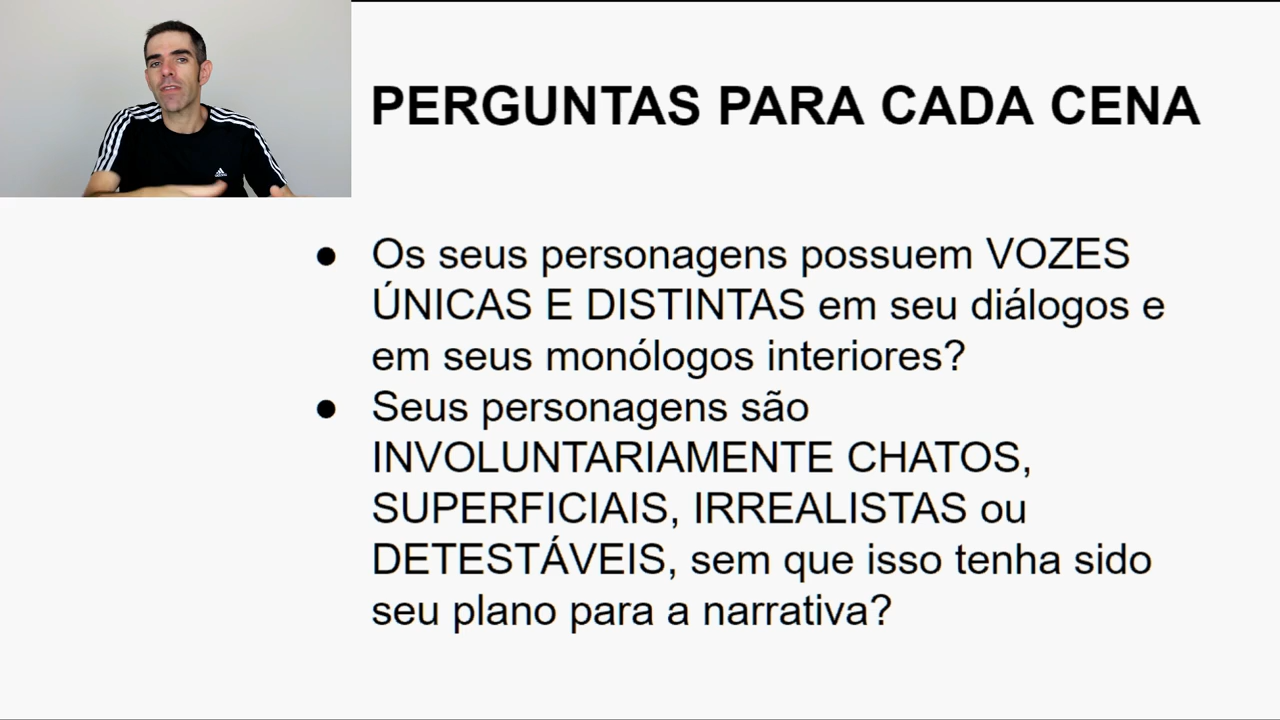 PERGUNTAS PARA CADA CENA
● Os seus personagens possuem VOZES
ÚNICAS E DISTINTAS em seu diálogos e
em seus monólogos interiores?
● Seus personagens são
INVOLUNTARIAMENTE CHATOS,
SUPERFICIAIS, IRREALISTAS ou
DETESTÁVEIS, sem que isso tenha sido
seu plano para a narrativa?